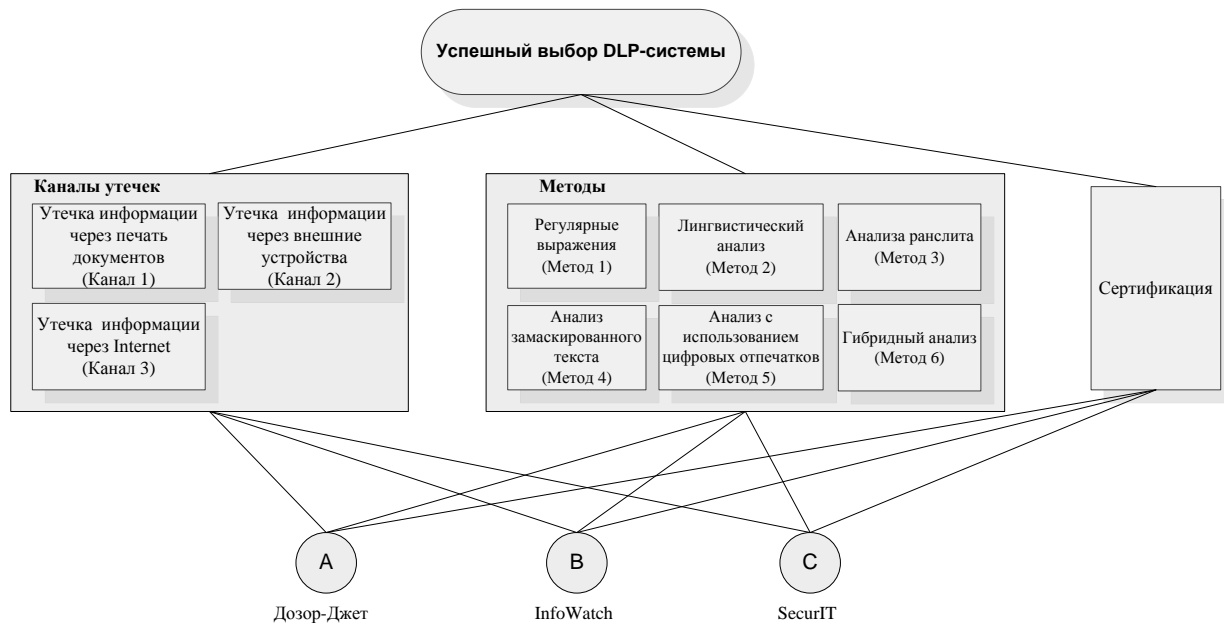 Успешный выбор DLP-системы
Каналы утечек
Утечка информации
через печать
документов
(Канал 1)
Утечка информации
через внешние
устройства
(Канал 2)
Утечка информации
через Internet
(Канал 3)
Методы
Регулярные
выражения
(Метод 1)
Лингвистический
анализ
(Метод 2)
Анализа ранслита
(Метод 3)
Анализ
замаскированного
текста
(Метод 4)
Анализ с
использованием
цифровых отпечатков
(Метод 5)
Гибридный анализ
(Метод 6)
Сертификация
A
B
C
Дозор-Джет
InfoWatch
SecurIT